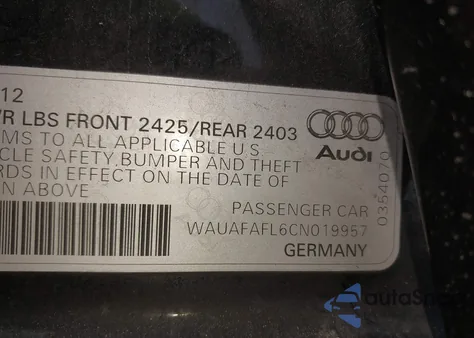 12
R LBS FRONT 2425/REAR 2403
MS TO ALL APPLICABLE U.S.
CLE SAFETY, BUMPER AND THEFT
RDS IN EFFECT ON THE DATE OF
N ABOVE
Audi
PASSENGER CAR
WAUAFAFL6CN019957
GERMANY
0354070